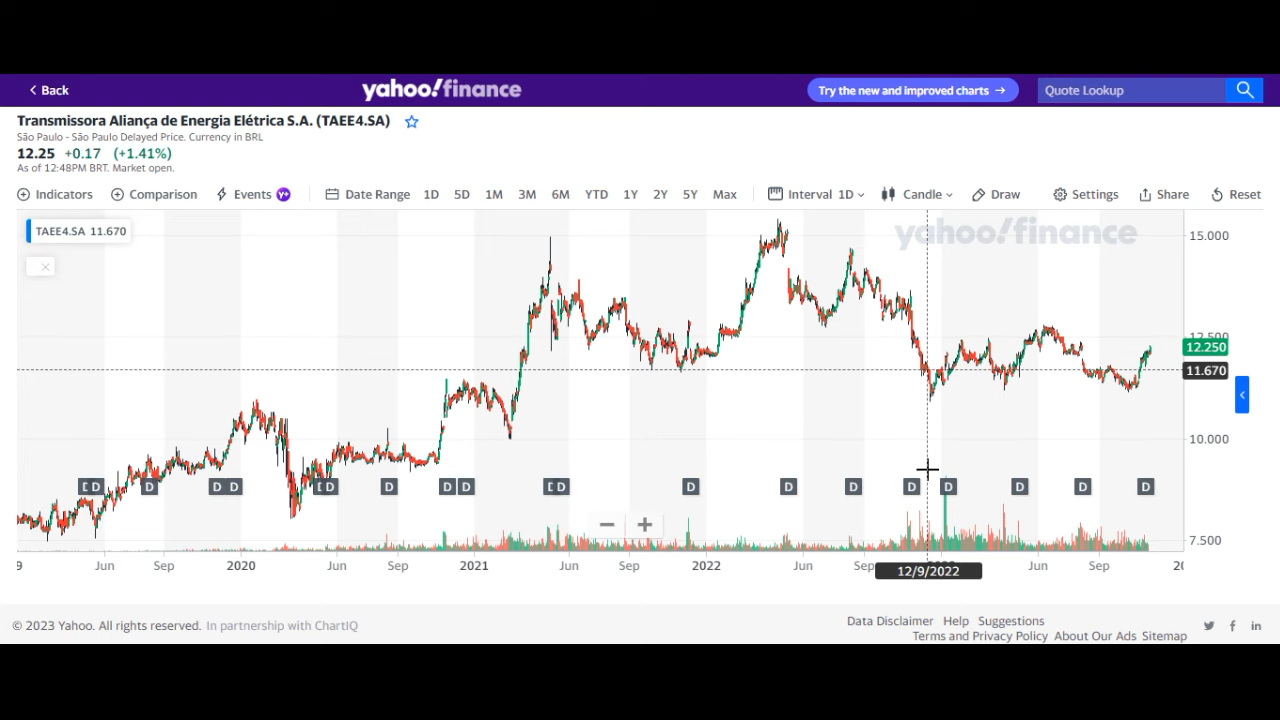 Back
yahoo!finance
Try the new and improved charts →
Quote Lookup
Transmissora Aliança de Energia Elétrica S.A. (TAEE4.SA)
São Paulo - São Paulo Delayed Price. Currency in BRL
12.25 +0.17 (+1.41%)
As of 12:48PM BRT. Market open.
Indicators Comparison Events Y+ Date Range 1D 5D 1M 3M 6M YTD 1Y 2Y 5Y Max Interval 1D Candle Draw Settings Share Reset
TAEE4.SA 11.670
yahoo!finance
15.000
12.500
12.250
11.670
10.000
D D D D D D D D D D D D D D D D D D D D
7.500
9 Jun Sep 2020 Jun Sep 2021 Jun Sep 2022 Jun Sep Jun Sep 20
12/9/2022
© 2023 Yahoo. All rights reserved. In partnership with ChartIQ
Data Disclaimer Help Suggestions
Terms and Privacy Policy About Our Ads Sitemap